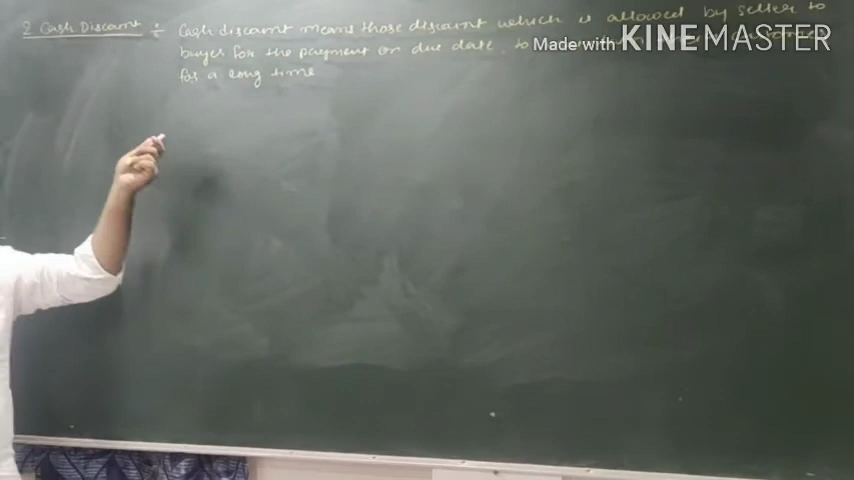 2 Cash Discount ÷ Cash discount means those discount which is allowed by seller to
buyer for the payment on due date, to
for a long time
Made with KINEMASTER